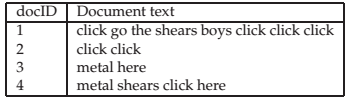 docID Document text
1 click go the shears boys click click click
2 click click
3 metal here
4 metal shears click here